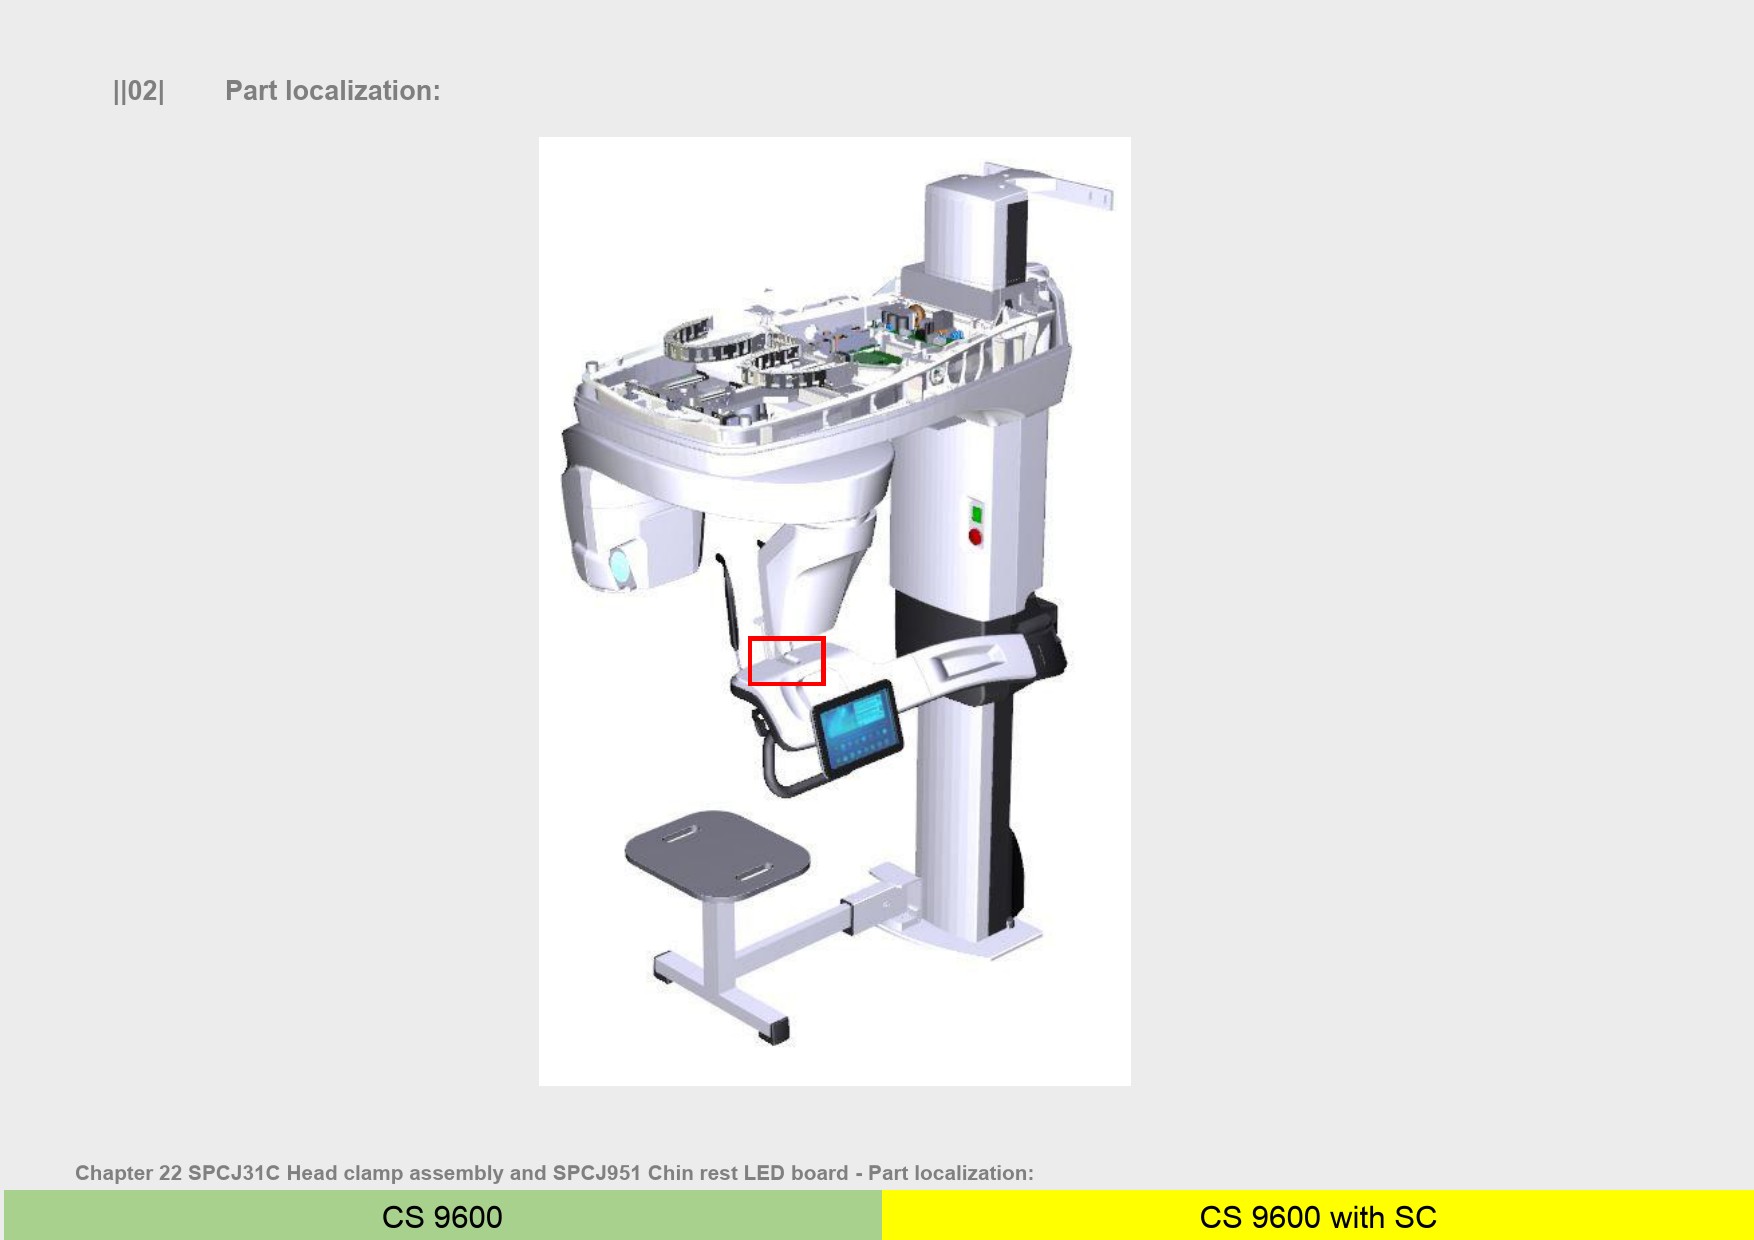 ||02| Part localization:
Chapter 22 SPCJ31C Head clamp assembly and SPCJ951 Chin rest LED board - Part localization:
CS 9600
CS 9600 with SC